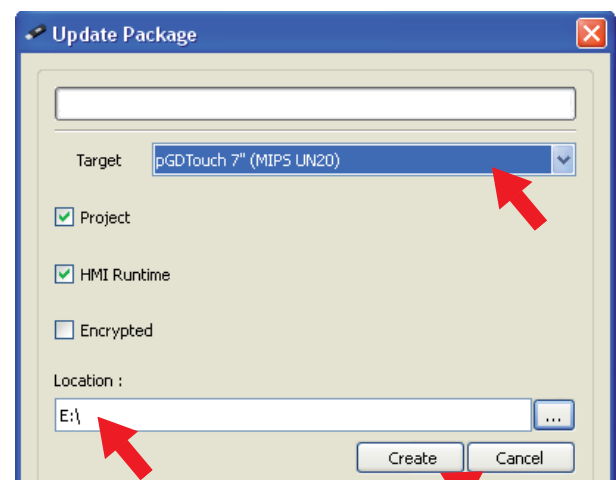 Update Package
Target pGDTouch 7" (MIPS UN20)
Project
HMI Runtime
Encrypted
Location :
E:\ ...
Create Cancel